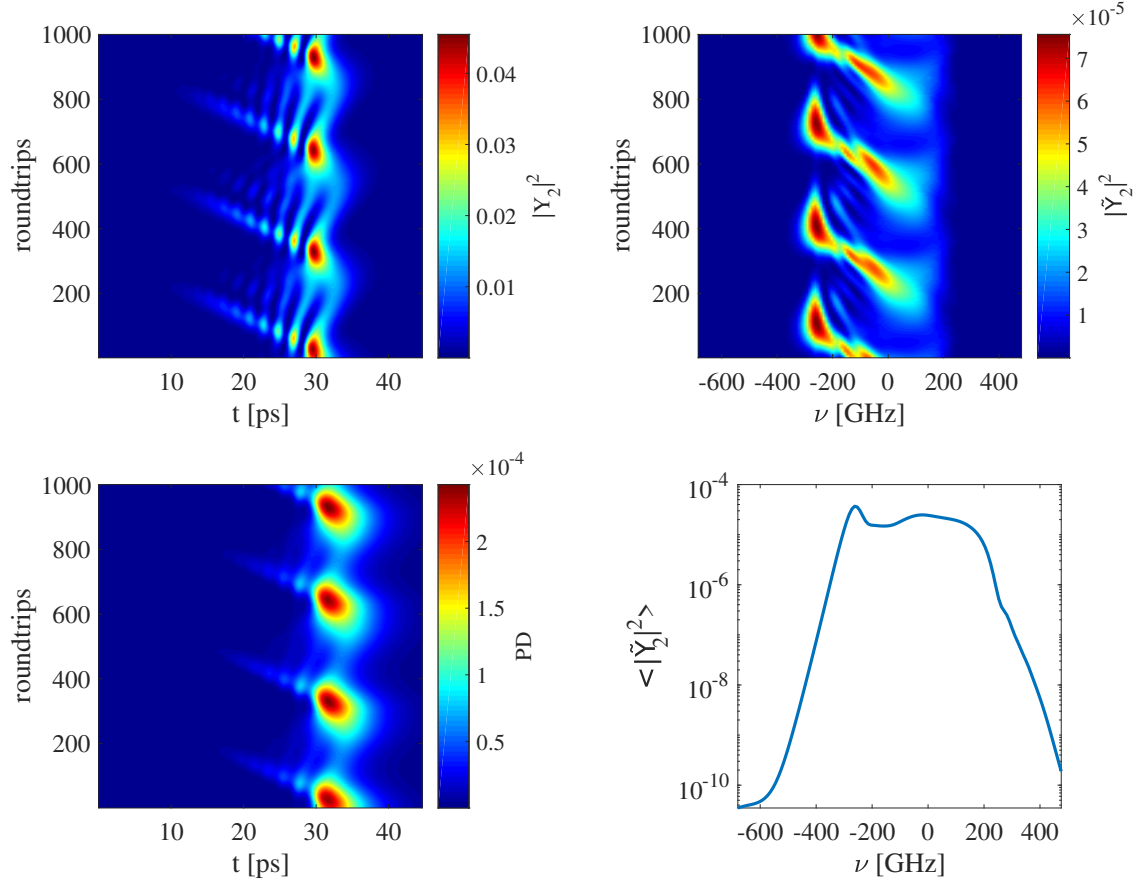 1000
800
600
400
200
10 20 30 40
t [ps]
roundtrips
0.04
0.03
0.02
0.01
|Y₂|²
×10⁻⁵
1000
800
600
400
200
-600 -400 -200 0 200 400
ν [GHz]
roundtrips
7
6
5
4
3
2
1
|Ỹ₂|²
×10⁻⁴
1000
800
600
400
200
10 20 30 40
t [ps]
roundtrips
2
1.5
1
0.5
PD
10⁻⁴
10⁻⁶
10⁻⁸
10⁻¹⁰
-600 -400 -200 0 200 400
ν [GHz]
<|Ỹ₂|²>